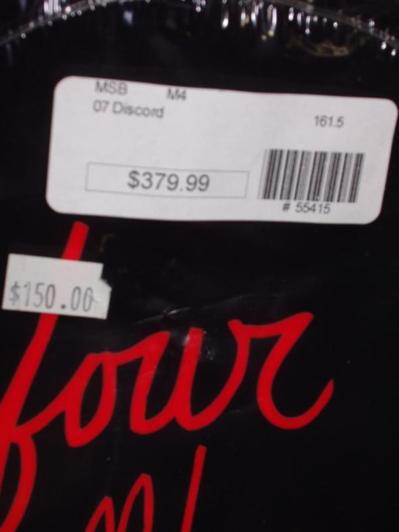 MSB M4
07 Discord
161.5
$379.99
# 55415
$150.00
four